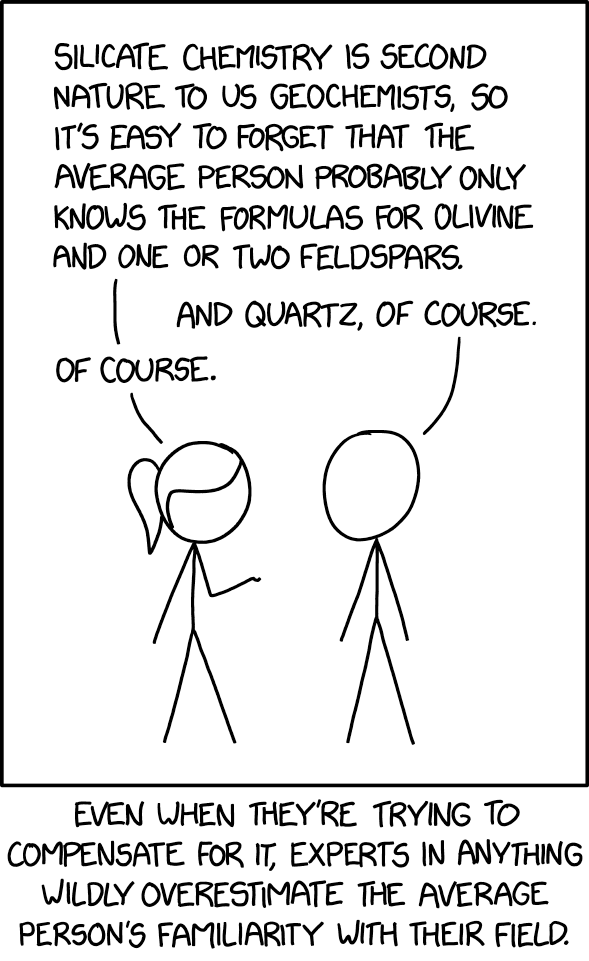 SILICATE CHEMISTRY IS SECOND
NATURE TO US GEOCHEMISTS, SO
IT'S EASY TO FORGET THAT THE
AVERAGE PERSON PROBABLY ONLY
KNOWS THE FORMULAS FOR OLIVINE
AND ONE OR TWO FELDSPARS.
AND QUARTZ, OF COURSE.
OF COURSE.
EVEN WHEN THEY'RE TRYING TO
COMPENSATE FOR IT, EXPERTS IN ANYTHING
WILDLY OVERESTIMATE THE AVERAGE
PERSON'S FAMILIARITY WITH THEIR FIELD.